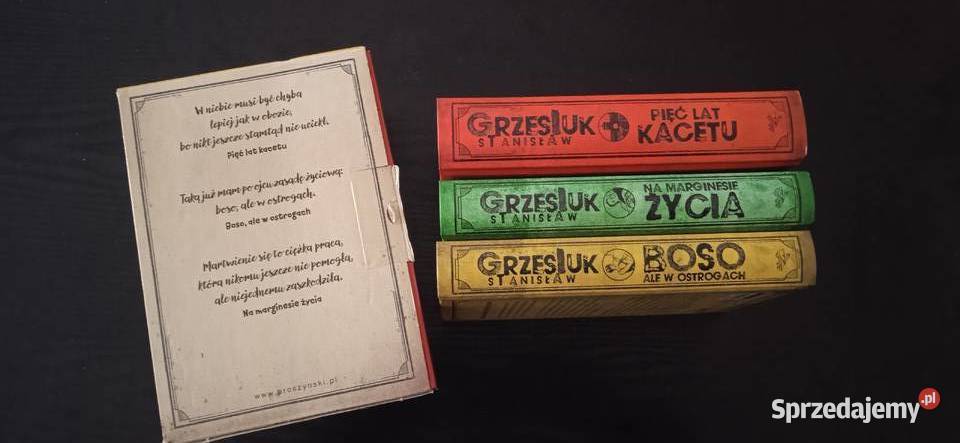 W niebie musi być chyba
lepiej jak w obozie,
bo nikt jeszcze stamtąd nie uciekł.
Pięć lat kacetu
Taką już mam po ojcu zasadę życiową:
boso, ale w ostrogach.
Boso, ale w ostrogach
Martwienie się to ciężka praca,
która nikomu jeszcze nie pomogła,
ale niejednemu zaszkodziła.
Na marginesie życia
www.proszynski.pl
GRZESIUK
STANISŁAW
PIĘĆ LAT
KACETU
GRZESIUK
STANISŁAW
NA MARGINESIE
ŻYCIA
GRZESIUK
STANISŁAW
BOSO
ALE W OSTROGACH
Sprzedajemy.pl